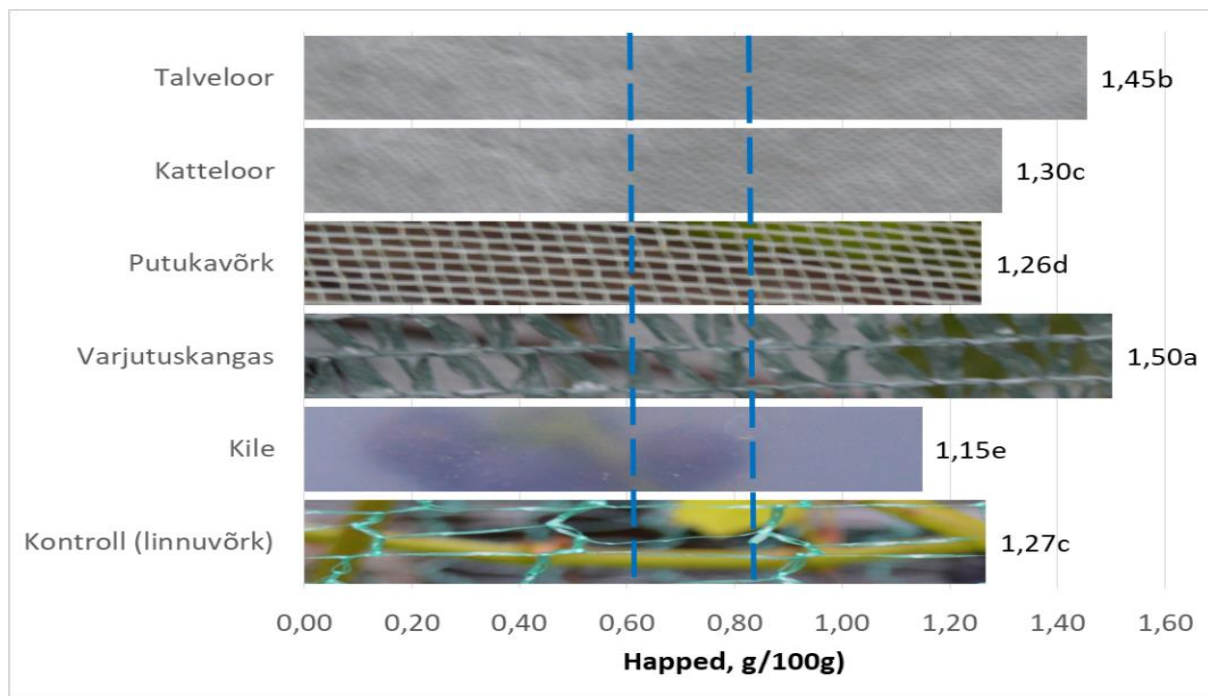 Talveloor 1,45b
Katteloor 1,30c
Putukavõrk 1,26d
Varjutuskangas 1,50a
Kile 1,15e
Kontroll (linnuvõrk) 1,27c
0,00 0,20 0,40 0,60 0,80 1,00 1,20 1,40 1,60
Happed, g/100g)